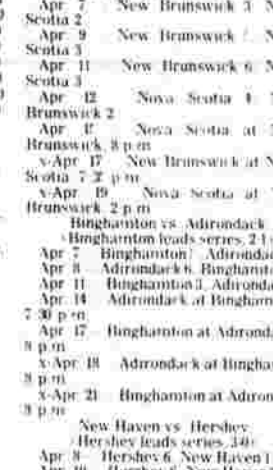 Apr 7 New Brunswick 3 N
Scotia 2
Apr 9 New Brunswick N
Scotia 3
Apr 11 New Brunswick 6 N
Scotia 3
Apr 12 Nova Scotia 4
Brunswick 2
Apr Nova Scotia at
Brunswick, 8 p m
x-Apr 17 New Brunswick at N
Scotia 7 p m
x-Apr 19 Nova Scotia at
Brunswick, 2 p m
Binghamton vs Adirondack
Binghamton leads series, 2-1
Apr 7 Binghamton Adironda
Apr 8 Adirondack 6, Binghamto
Apr 11 Binghamton 3, Adironda
Apr 14 Adirondack at Bingham
7 30 p m
Apr 17 Binghamton at Adironda
8 p m
x-Apr 18 Adirondack at Bingha
8 p m
x-Apr 21 Binghamton at Adiron
8 p m
New Haven vs Hershey
Hershey leads series, 3-0
Apr 8 Hershey 6, New Haven 1